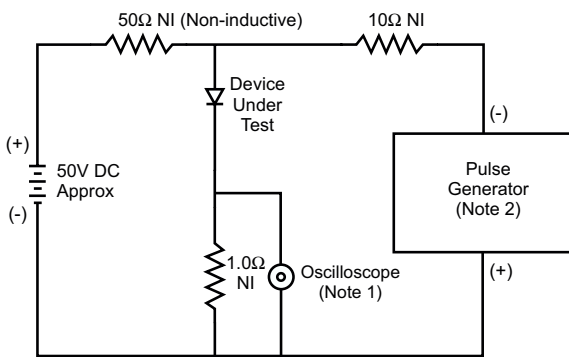 50Ω NI (Non-inductive)
10Ω NI
Device
Under
Test
(+)
50V DC
Approx
(-)
(-)
Pulse
Generator
(Note 2)
(+)
1.0Ω
NI
Oscilloscope
(Note 1)